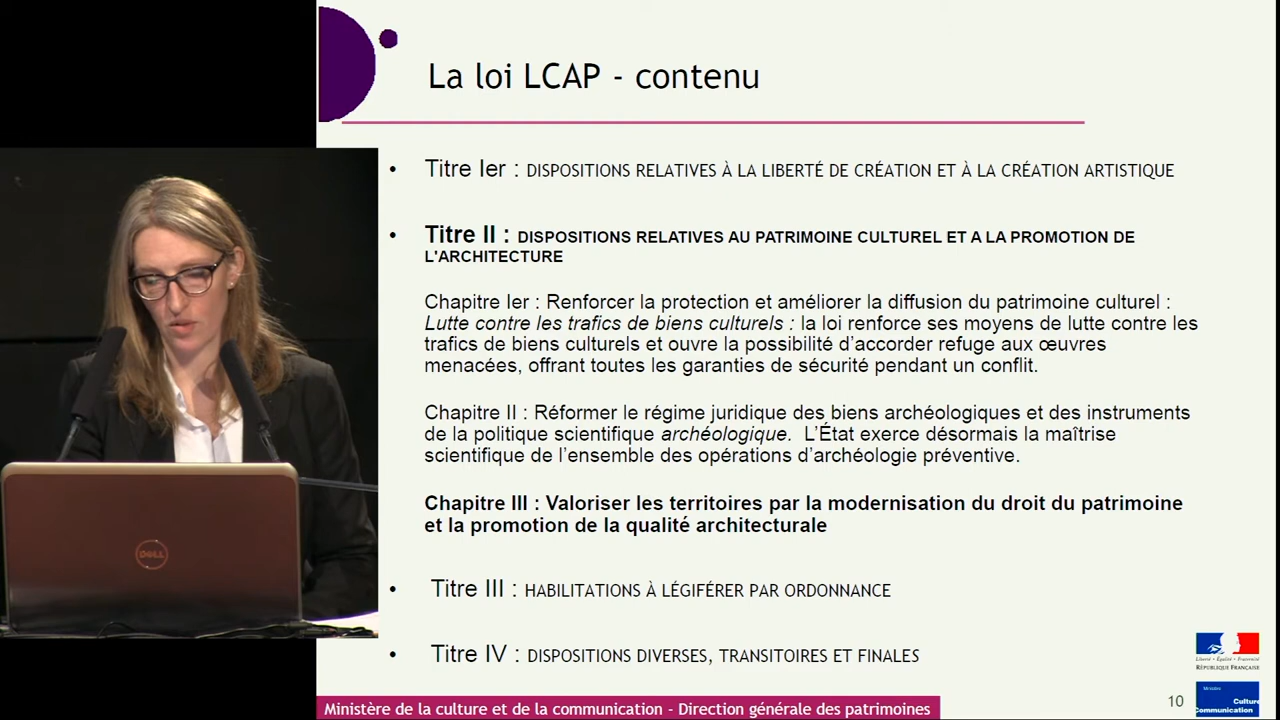 La loi LCAP - contenu
• Titre Ier : DISPOSITIONS RELATIVES À LA LIBERTÉ DE CRÉATION ET À LA CRÉATION ARTISTIQUE
• Titre II : DISPOSITIONS RELATIVES AU PATRIMOINE CULTUREL ET A LA PROMOTION DE
L'ARCHITECTURE
Chapitre Ier : Renforcer la protection et améliorer la diffusion du patrimoine culturel :
Lutte contre les trafics de biens culturels : la loi renforce ses moyens de lutte contre les
trafics de biens culturels et ouvre la possibilité d’accorder refuge aux œuvres
menacées, offrant toutes les garanties de sécurité pendant un conflit.
Chapitre II : Réformer le régime juridique des biens archéologiques et des instruments
de la politique scientifique archéologique. L’État exerce désormais la maîtrise
scientifique de l’ensemble des opérations d’archéologie préventive.
Chapitre III : Valoriser les territoires par la modernisation du droit du patrimoine
et la promotion de la qualité architecturale
• Titre III : HABILITATIONS À LÉGIFÉRER PAR ORDONNANCE
• Titre IV : DISPOSITIONS DIVERSES, TRANSITOIRES ET FINALES
Liberté • Égalité • Fraternité
RÉPUBLIQUE FRANÇAISE
Ministère
Culture
Communication
10
Ministère de la culture et de la communication - Direction générale des patrimoines
DELL